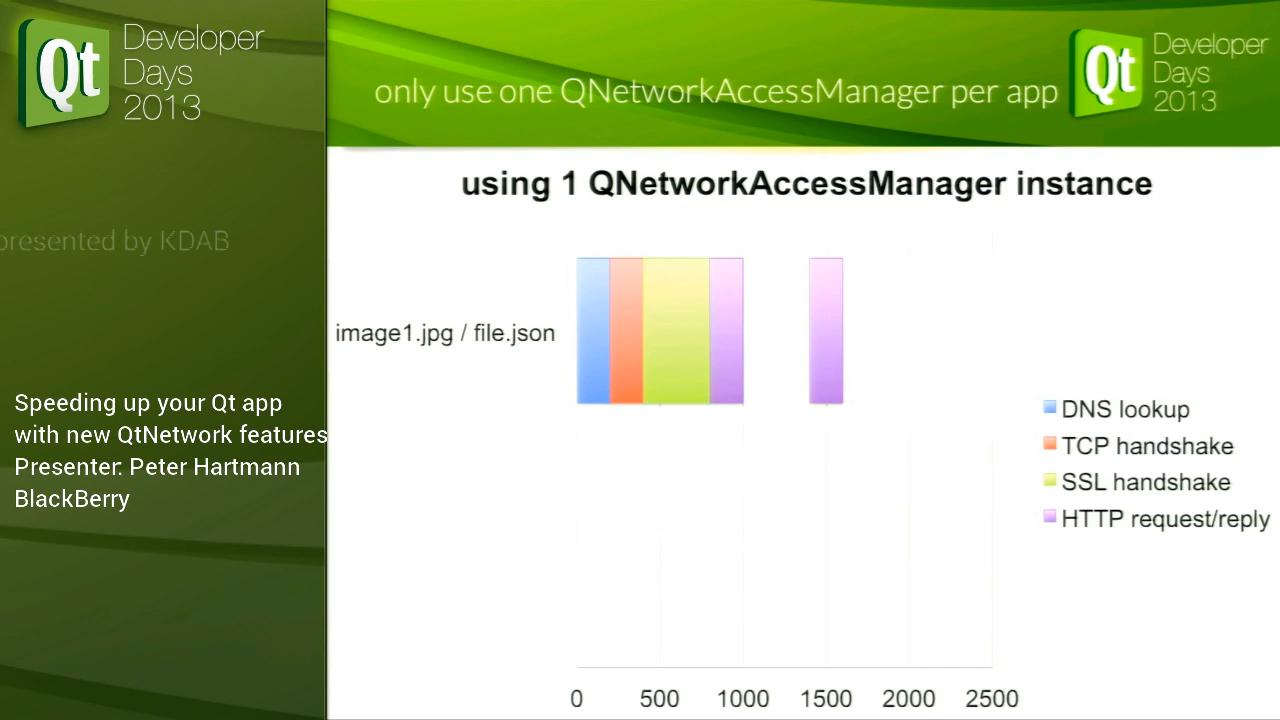 Qt Developer
Days
2013
presented by KDAB
Speeding up your Qt app
with new QtNetwork features
Presenter: Peter Hartmann
BlackBerry
only use one QNetworkAccessManager per app
Qt Developer
Days
2013
using 1 QNetworkAccessManager instance
image1.jpg / file.json
DNS lookup
TCP handshake
SSL handshake
HTTP request/reply
0 500 1000 1500 2000 2500